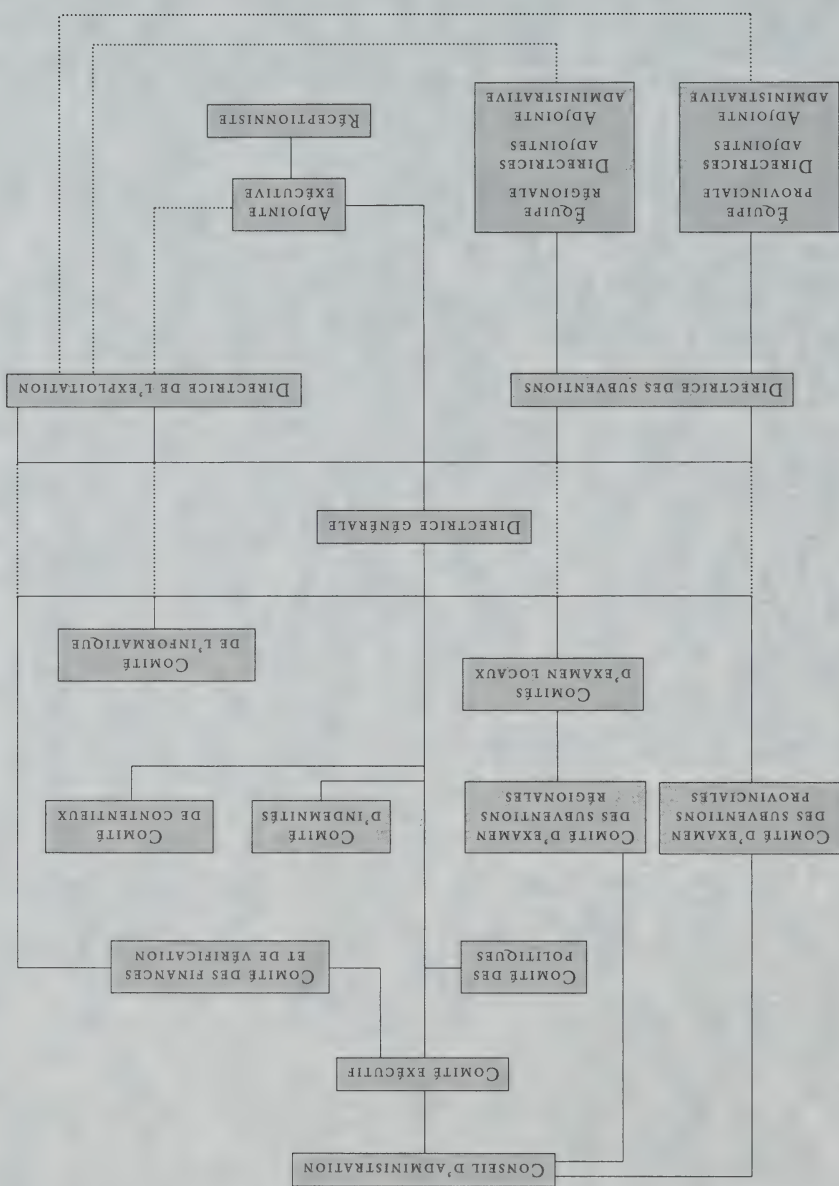 CONSEIL D'ADMINISTRATION
COMITÉ EXÉCUTIF
COMITÉ DES
POLITIQUES
COMITÉ DES FINANCES
ET DE VÉRIFICATION
COMITÉ D'EXAMEN
DES SUBVENTIONS
PROVINCIALES
COMITÉ D'EXAMEN
DES SUBVENTIONS
RÉGIONALES
COMITÉ
D'INDEMNITÉS
COMITÉ
DE CONTENTIEUX
COMITÉS
D'EXAMEN LOCAUX
COMITÉ
DE L'INFORMATIQUE
DIRECTRICE GÉNÉRALE
DIRECTRICE DES SUBVENTIONS
DIRECTRICE DE L'EXPLOITATION
ÉQUIPE
PROVINCIALE
DIRECTRICES
ADJOINTES
ADJOINTE
ADMINISTRATIVE
ÉQUIPE
RÉGIONALE
DIRECTRICES
ADJOINTES
ADJOINTE
ADMINISTRATIVE
ADJOINTE
EXÉCUTIVE
RÉCEPTIONNISTE